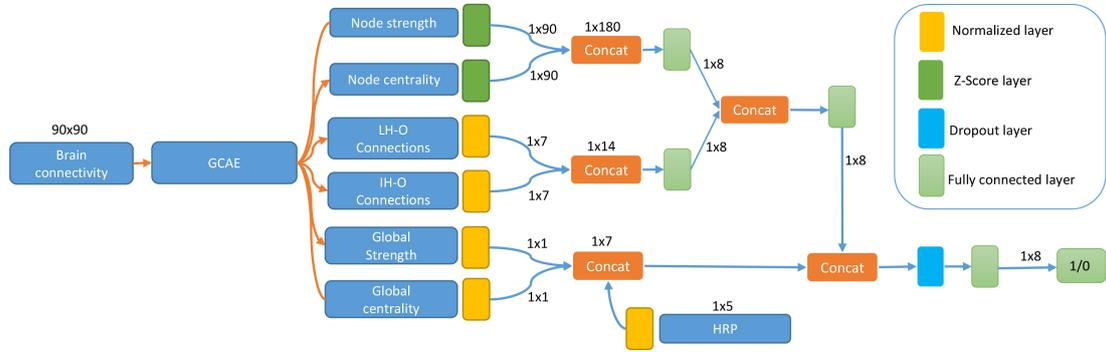 90x90
Brain
connectivity
GCAE
Node strength
Node centrality
LH-O
Connections
IH-O
Connections
Global
Strength
Global
centrality
1x90
1x90
1x7
1x7
1x1
1x1
1x180
Concat
1x14
Concat
1x7
Concat
1x5
HRP
1x8
1x8
Concat
1x8
Concat
1x8
1/0
Normalized layer
Z-Score layer
Dropout layer
Fully connected layer